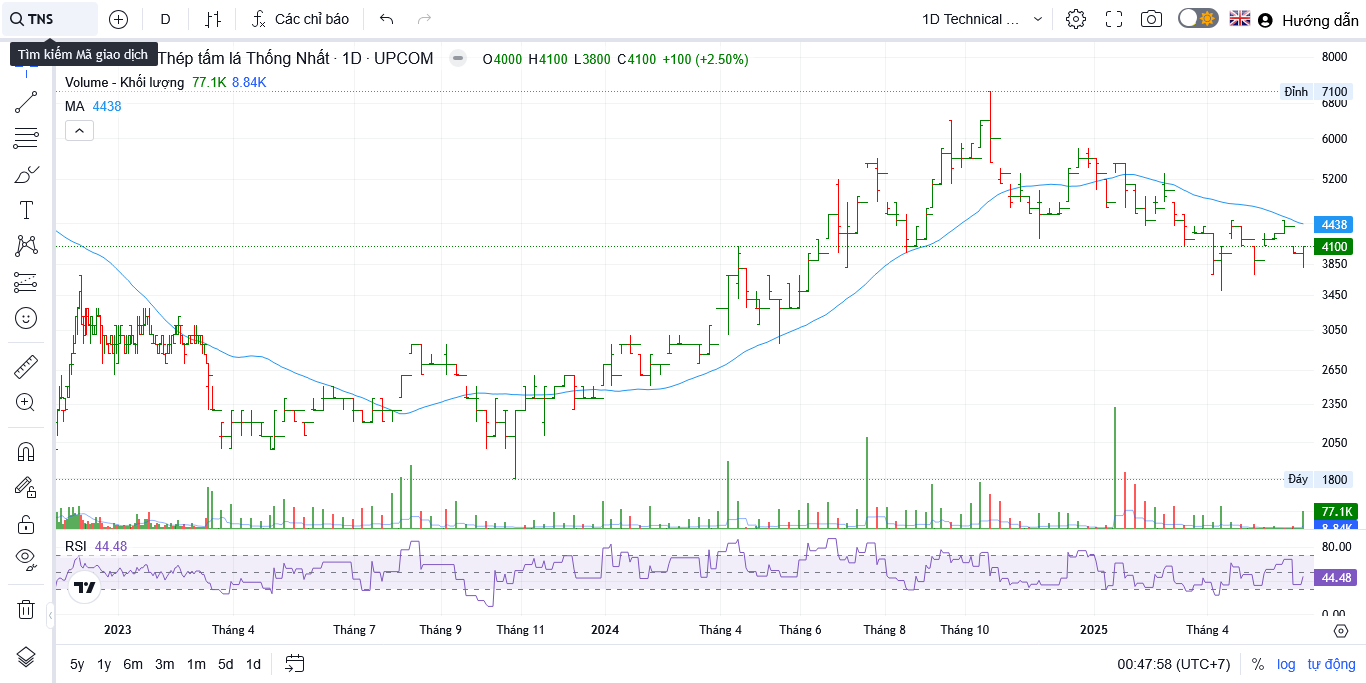 TNS D Các chỉ báo 1D Technical ... Hướng dẫn
Tìm kiếm Mã giao dịch
Thép tấm lá Thống Nhất · 1D · UPCOM O4000 H4100 L3800 C4100 +100 (+2.50%)
Volume - Khối lượng 77.1K 8.84K
MA 4438
8000
Đỉnh 7100
6800
6000
5200
4438
4100
3850
3450
3050
2650
2350
2050
Đáy 1800
77.1K
8.84K
RSI 44.48
80.00
44.48
0.00
2023 Tháng 4 Tháng 7 Tháng 9 Tháng 11 2024 Tháng 4 Tháng 6 Tháng 8 Tháng 10 2025 Tháng 4
5y 1y 6m 3m 1m 5d 1d 00:47:58 (UTC+7) % log tự động